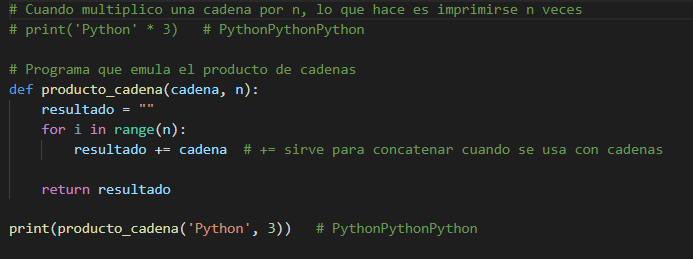 # Cuando multiplico una cadena por n, lo que hace es imprimirse n veces
# print('Python' * 3)   # PythonPythonPython

# Programa que emula el producto de cadenas
def producto_cadena(cadena, n):
    resultado = ""
    for i in range(n):
        resultado += cadena  # += sirve para concatenar cuando se usa con cadenas

    return resultado

print(producto_cadena('Python', 3))   # PythonPythonPython